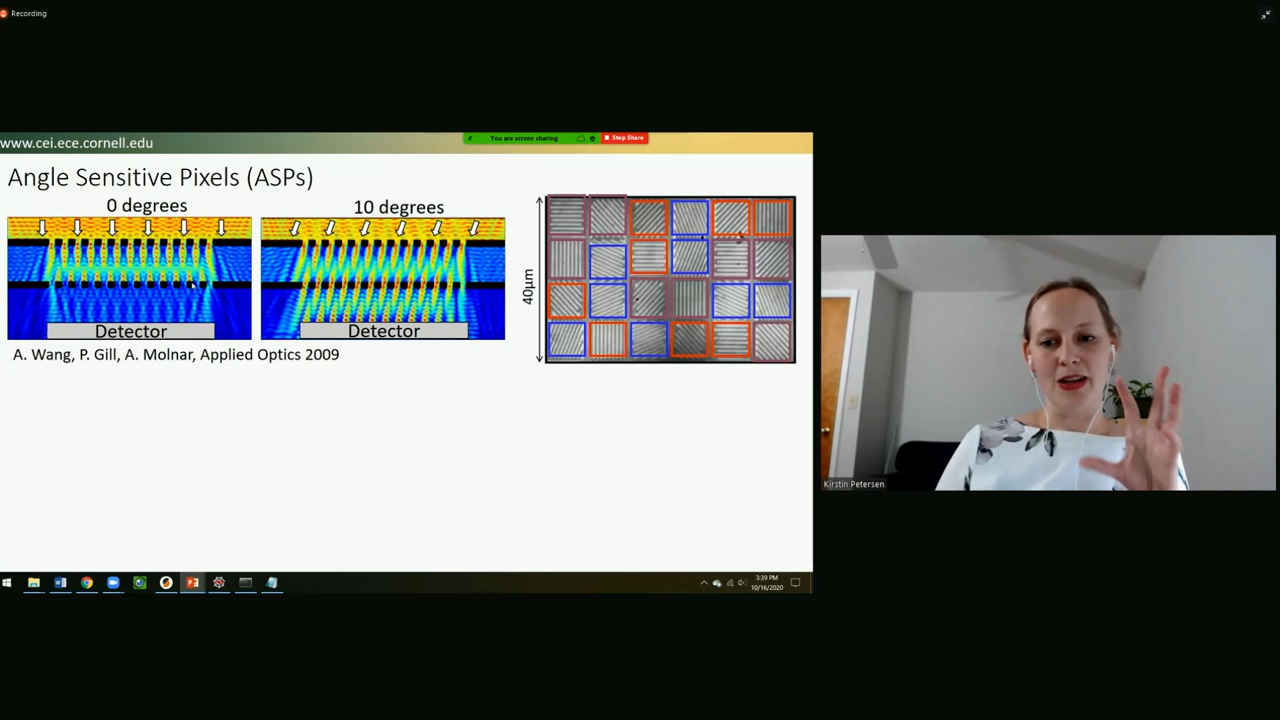 Recording
www.cei.ece.cornell.edu
You are screen sharing
Stop Share
Angle Sensitive Pixels (ASPs)
0 degrees
10 degrees
40μm
Detector
Detector
A. Wang, P. Gill, A. Molnar, Applied Optics 2009
Kirstin Petersen
3:39 PM
10/16/2020